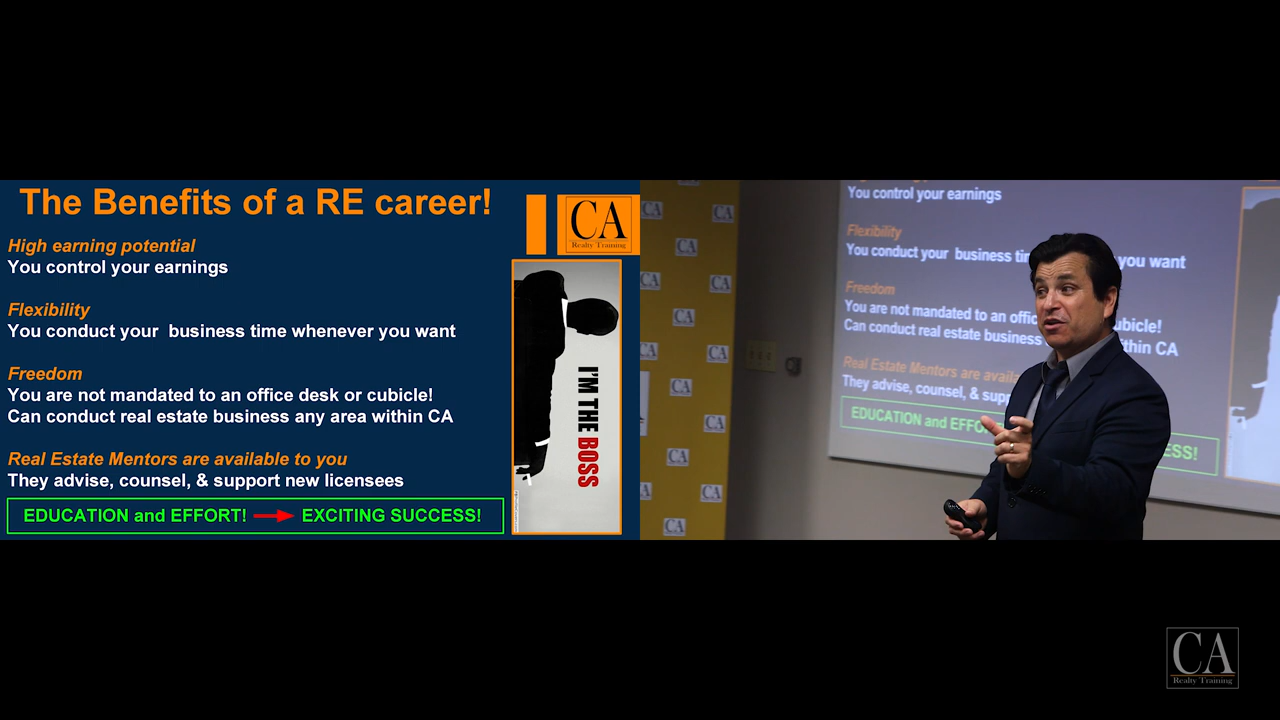 The Benefits of a RE career!
High earning potential
You control your earnings
Flexibility
You conduct your  business time whenever you want
Freedom
You are not mandated to an office desk or cubicle!
Can conduct real estate business any area within CA
Real Estate Mentors are available to you
They advise, counsel, & support new licensees
EDUCATION and EFFORT! EXCITING SUCCESS!
CA
Realty Training
I'M THE BOSS
CA
CA
CA
CA
CA
CA
CA
CA
CA
CA
CA
CA
You control your earnings
Flexibility
You conduct your  business you want
Freedom
You are not mandated to an
Can conduct real estate business within CA
Real Estate Mentors are
They advise, counsel, &
EDUCATION and
CA
Realty Training